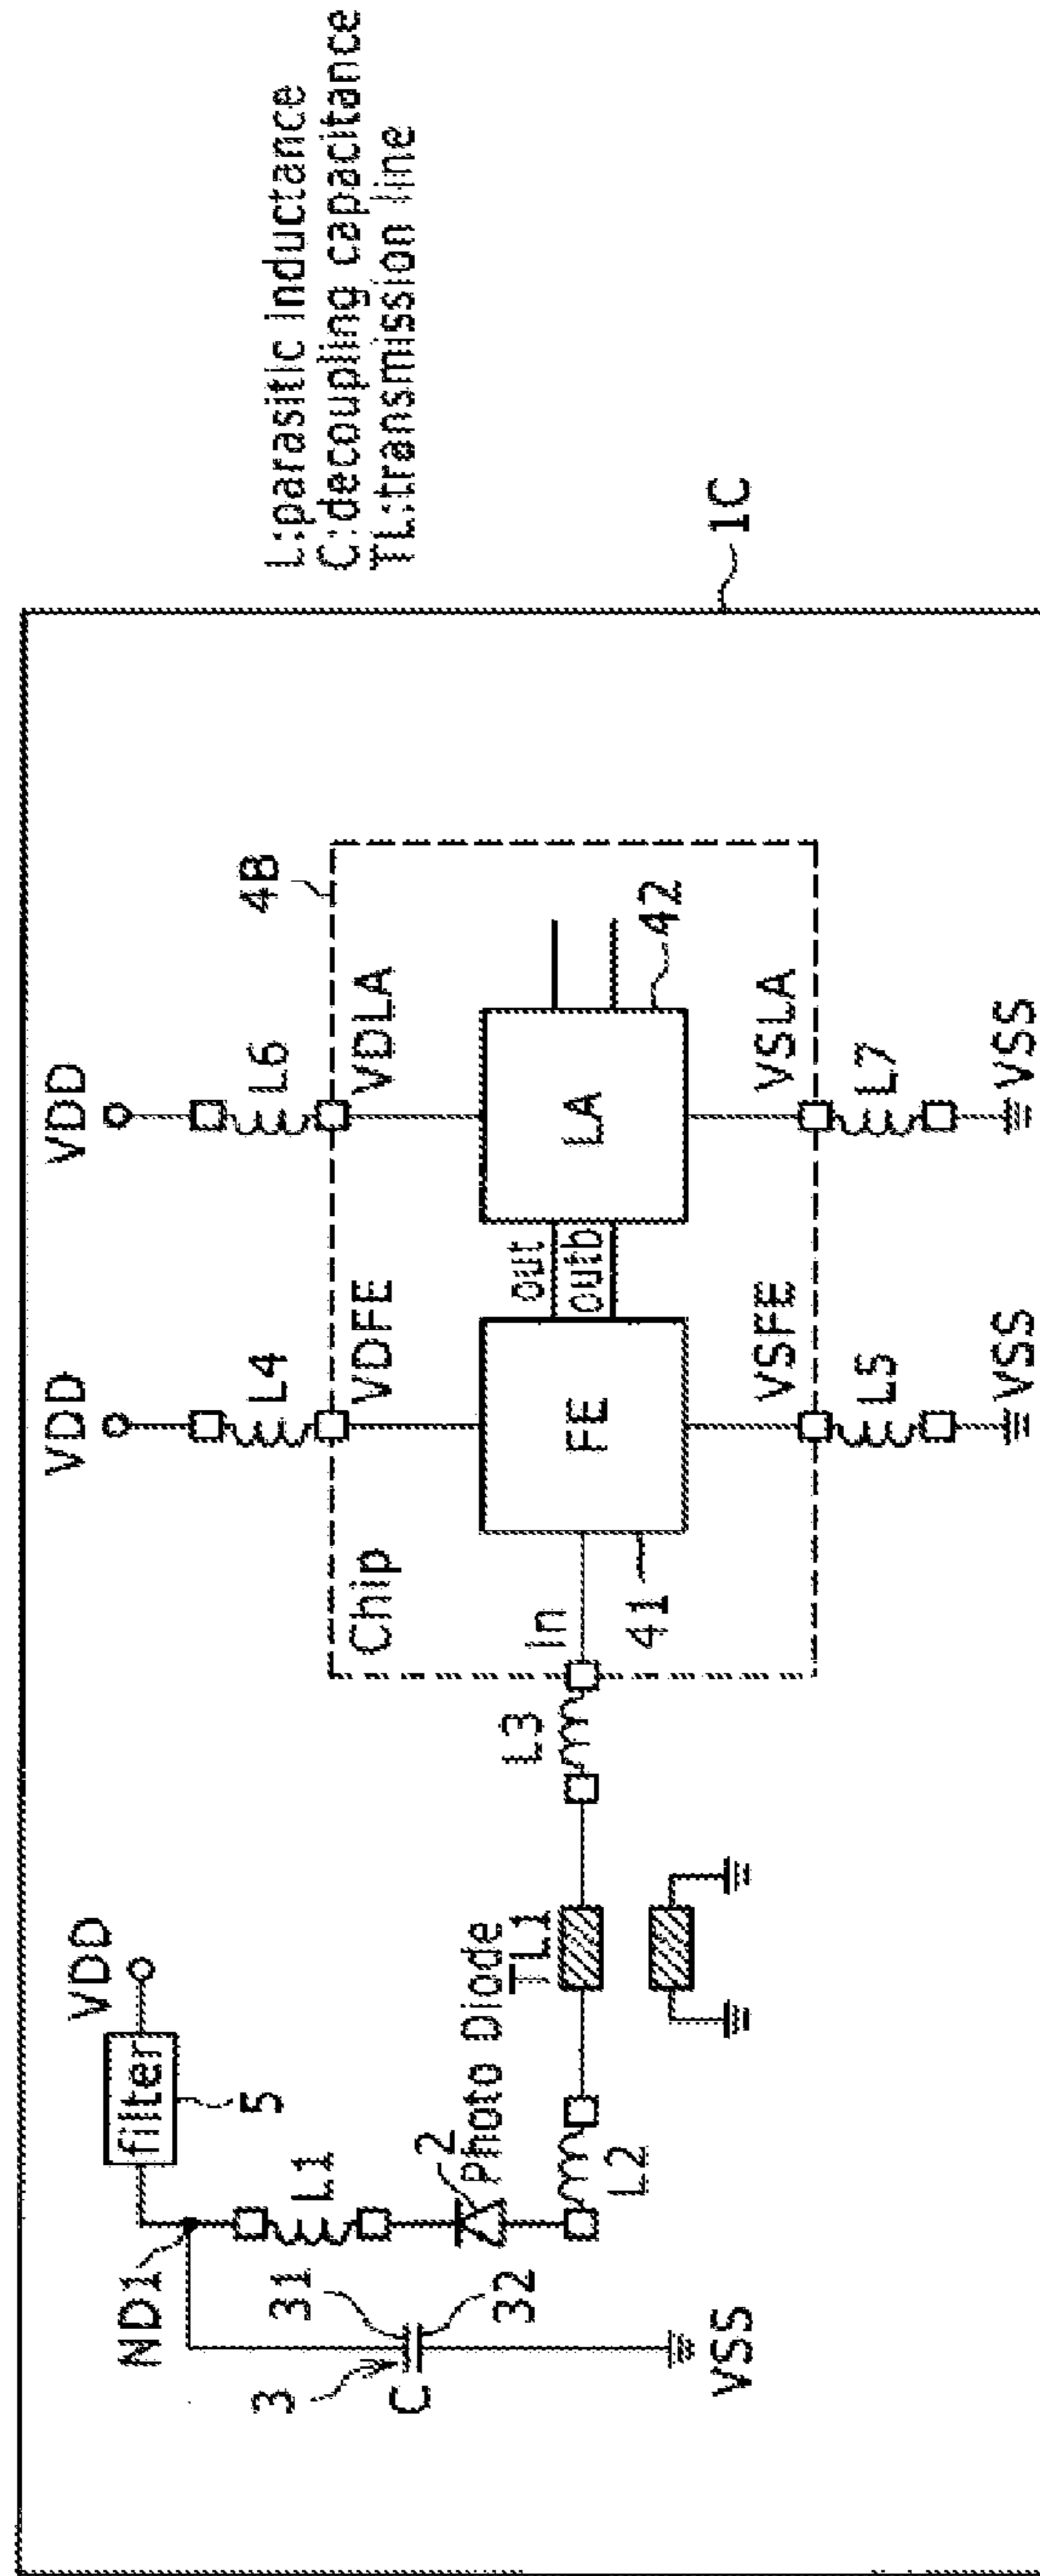 L:parasitic inductance
C:decoupling capacitance
TL:transmission line
1C
VDD
VDD
VDD
filter
5
ND1
L1
L4
L6
4B
VDFE
VDLA
Chip
3
31
32
C
2
Photo Diode
L2
TL1
L3
In
FE
41
out
outb
LA
42
VSFE
VSLA
L5
L7
VSS
VSS
VSS